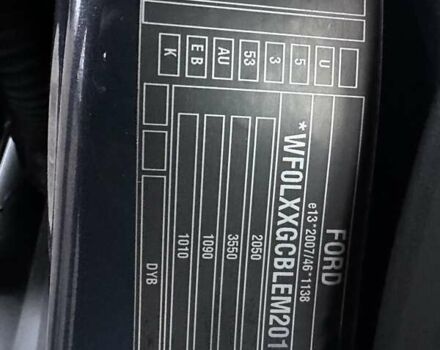 FORD
e13*2007/46*1138
*WF0LXXGCBLEM201
2050
3550
1090
1010
DYB
U
5
3
53
AU
EB
K